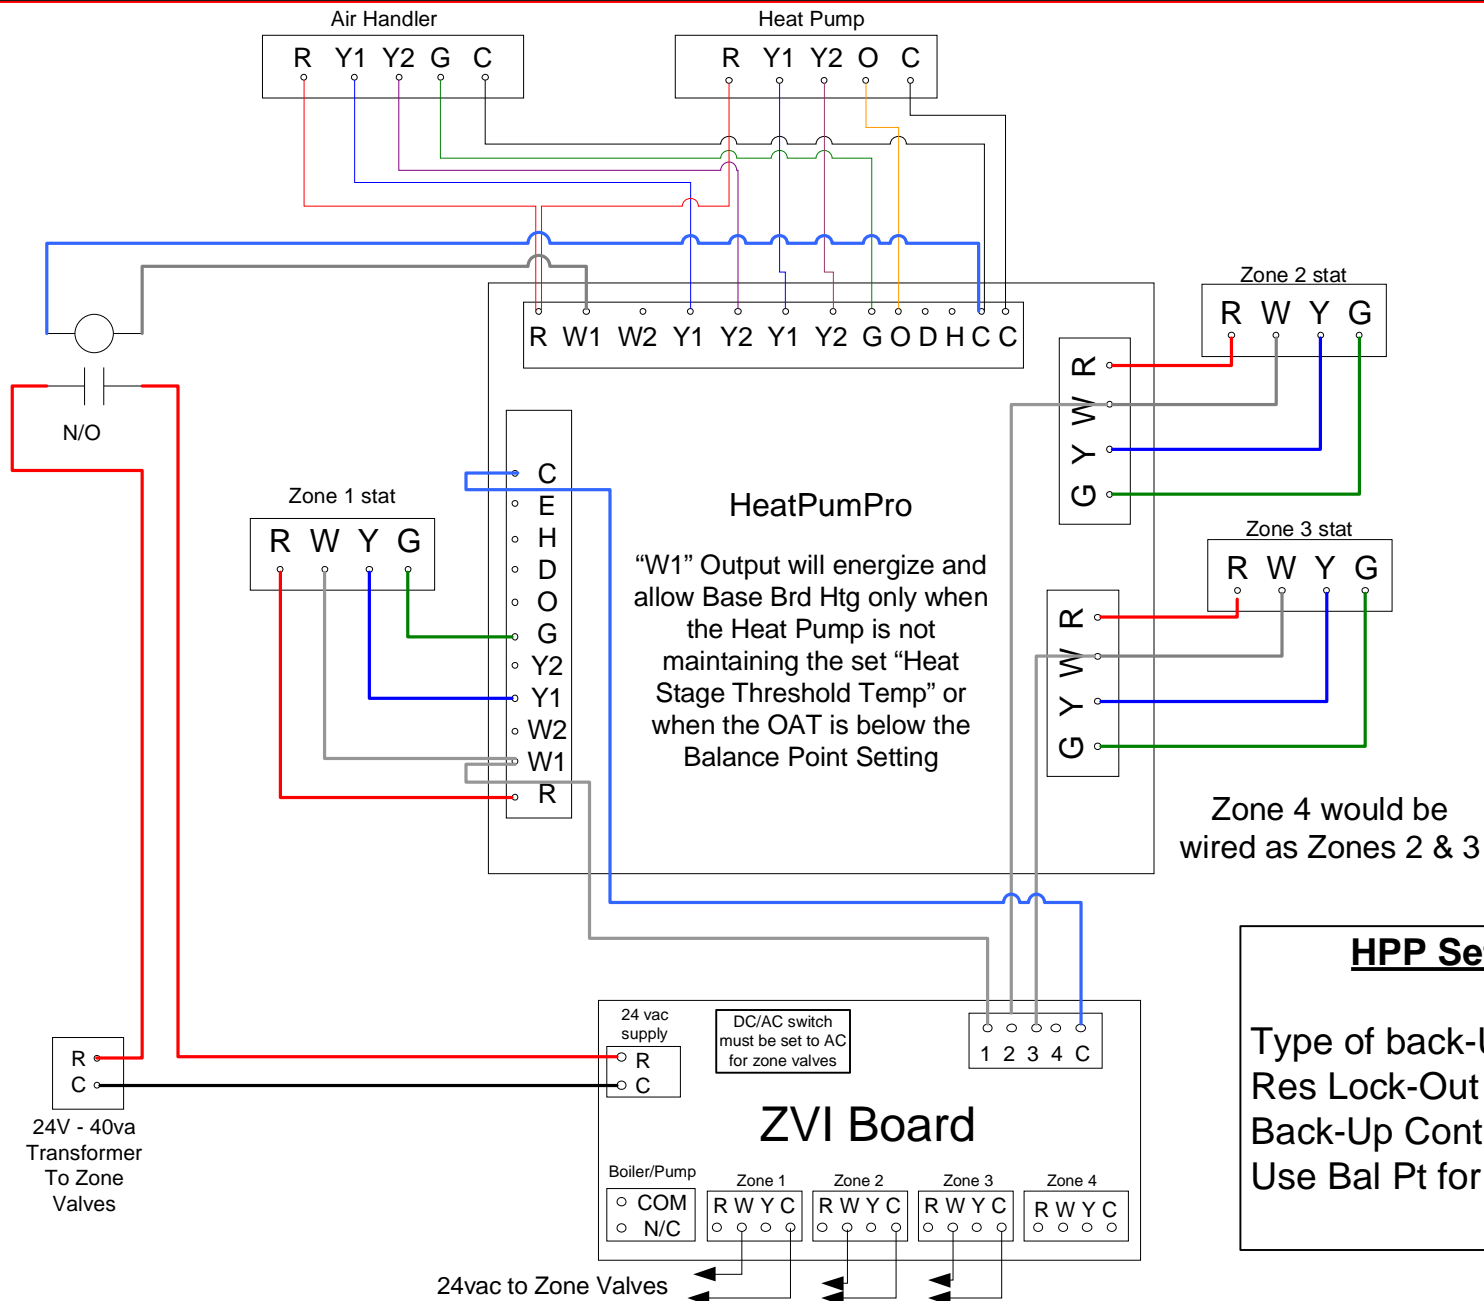 Air Handler
R Y1 Y2 G C
Heat Pump
R Y1 Y2 O C
R W1 W2 Y1 Y2 Y1 Y2 G O D H C C
N/O
Zone 1 stat
R W Y G
C
E
H
D
O
G
Y2
Y1
W2
W1
R
HeatPumPro
“W1” Output will energize and
allow Base Brd Htg only when
the Heat Pump is not
maintaining the set “Heat
Stage Threshold Temp” or
when the OAT is below the
Balance Point Setting
Zone 2 stat
R W Y G
R
W
Y
G
Zone 3 stat
R W Y G
R
W
Y
G
Zone 4 would be
wired as Zones 2 & 3
HPP Se
Type of back-U
Res Lock-Out
Back-Up Cont
Use Bal Pt for
R
C
24V - 40va
Transformer
To Zone
Valves
24 vac
supply
R
C
DC/AC switch
must be set to AC
for zone valves
1 2 3 4 C
ZVI Board
Boiler/Pump
COM
N/C
Zone 1
R W Y C
Zone 2
R W Y C
Zone 3
R W Y C
Zone 4
R W Y C
24vac to Zone Valves